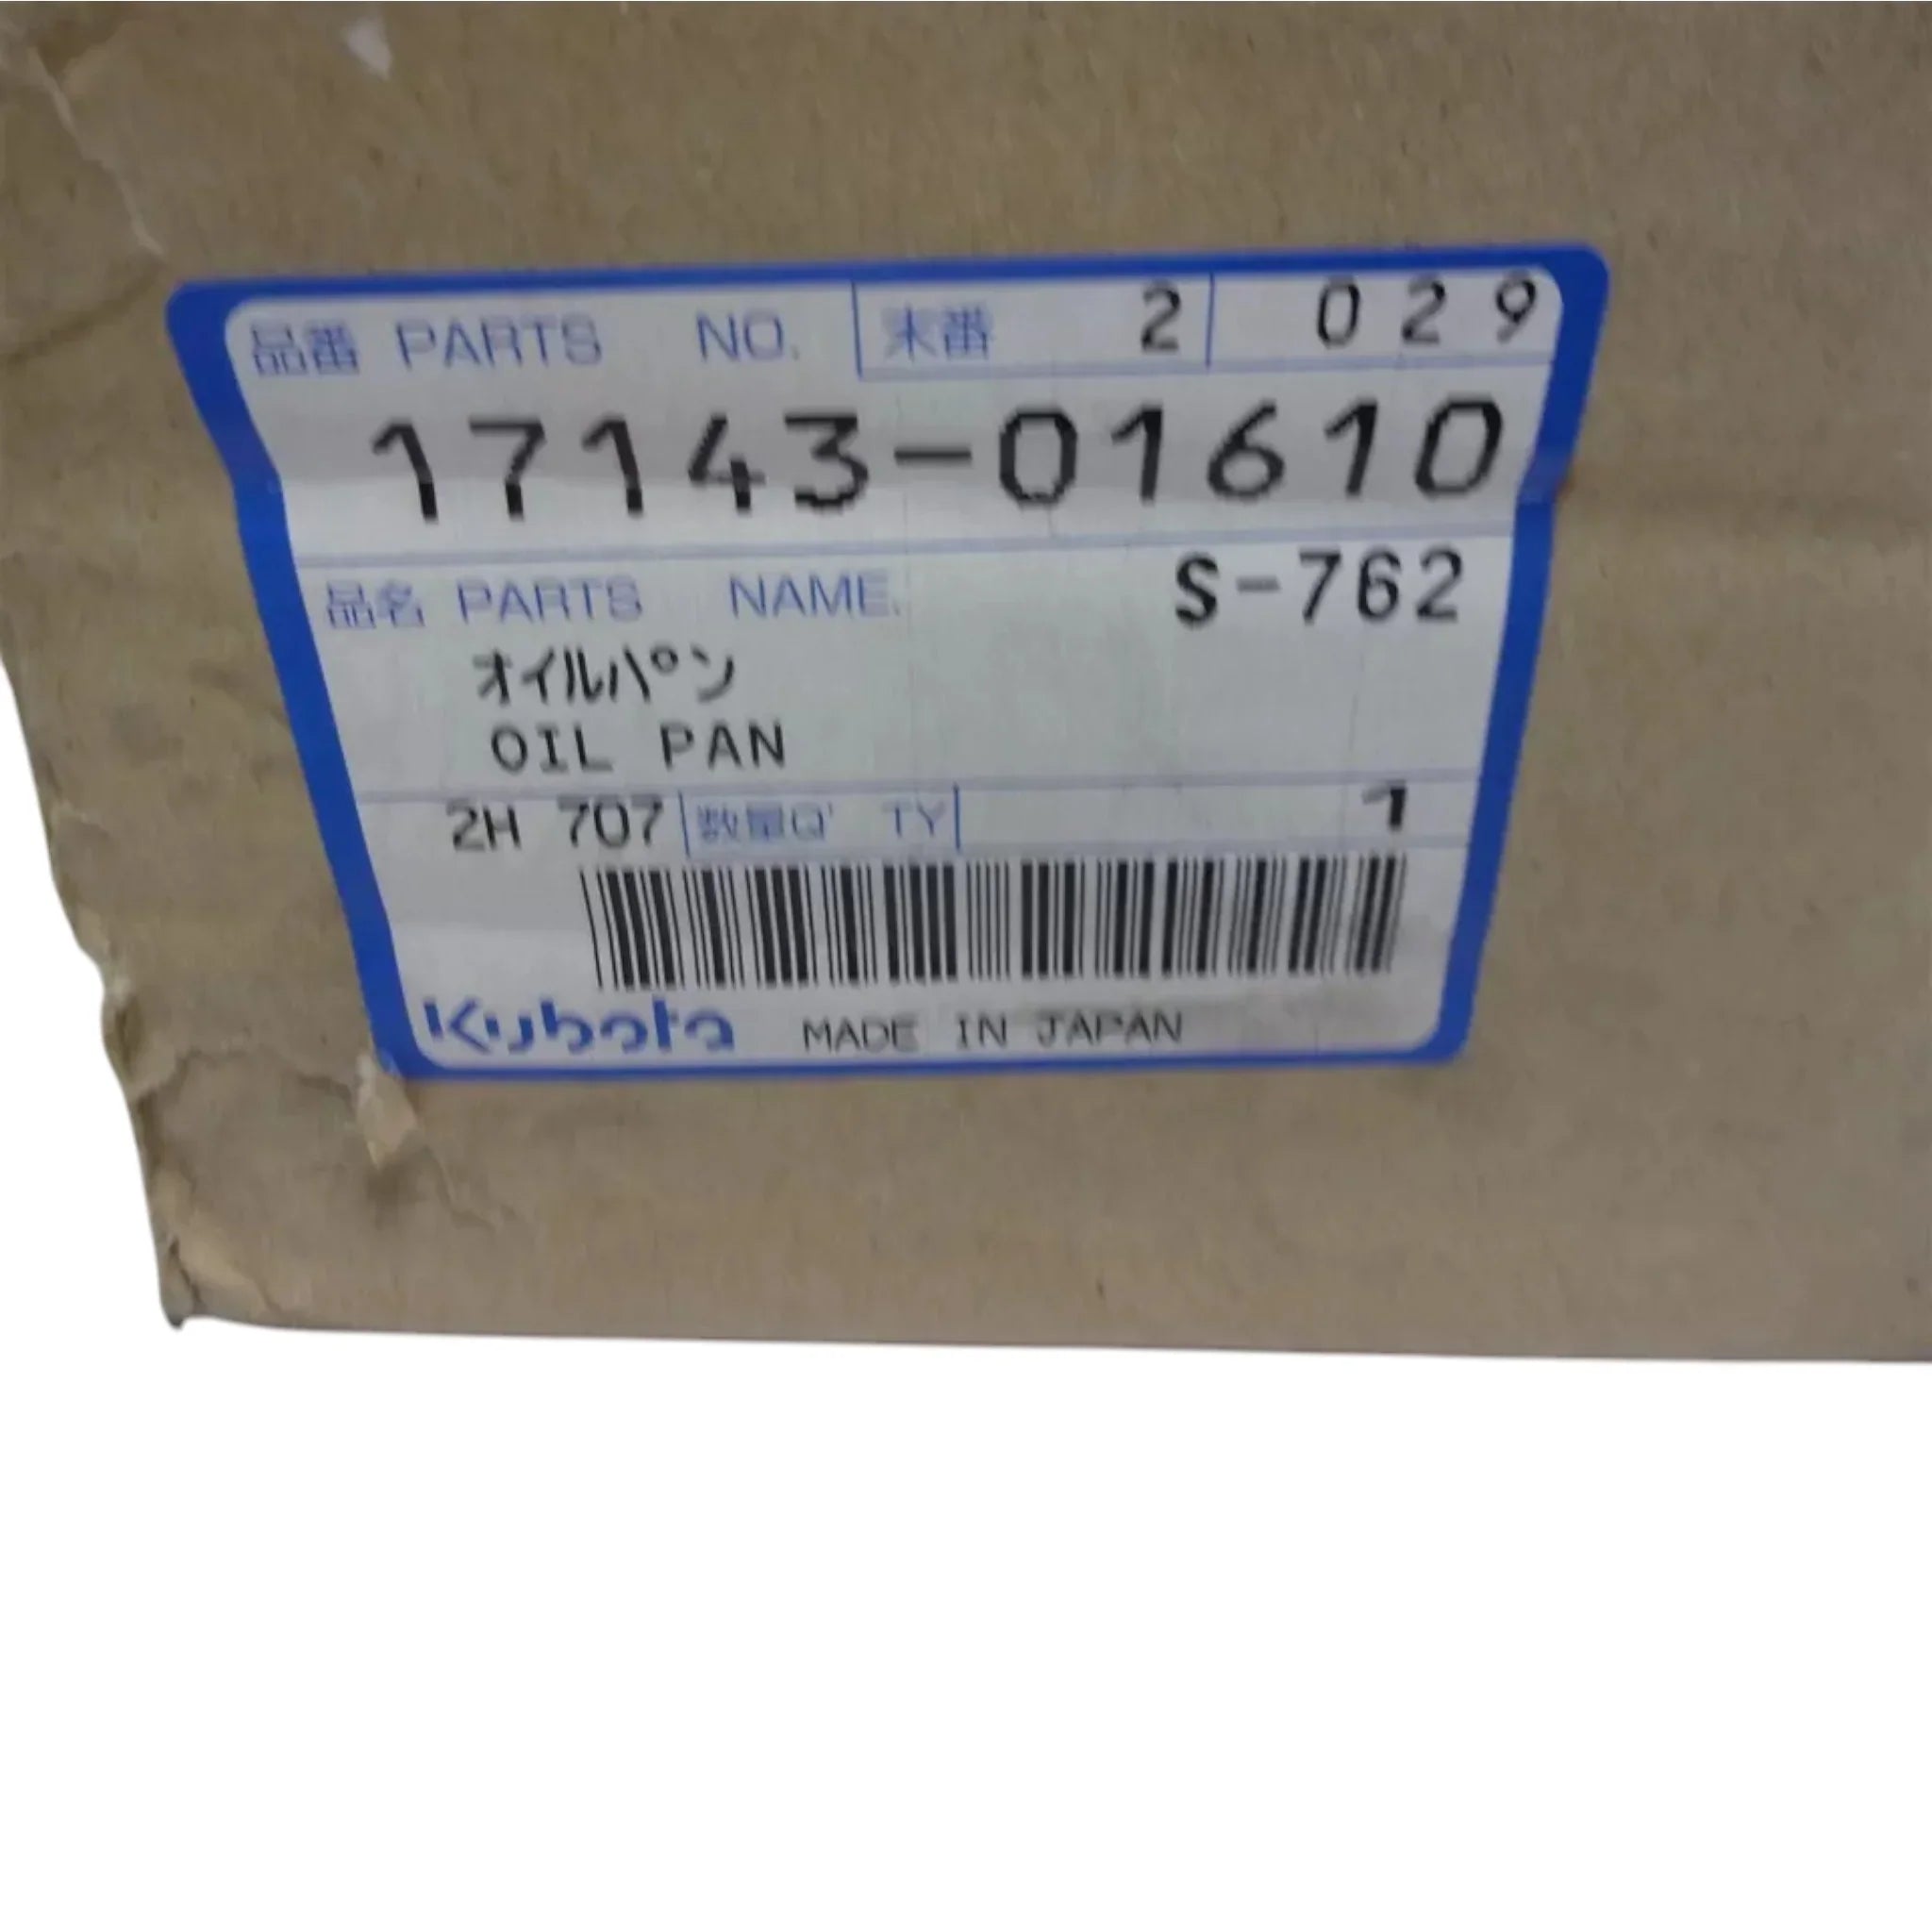 品番 PARTS NO. 末番 2 029
17143-01610
品名 PARTS NAME. S-762
オイルパン
OIL PAN
2H 707 数量Q' TY 1
Kubota MADE IN JAPAN